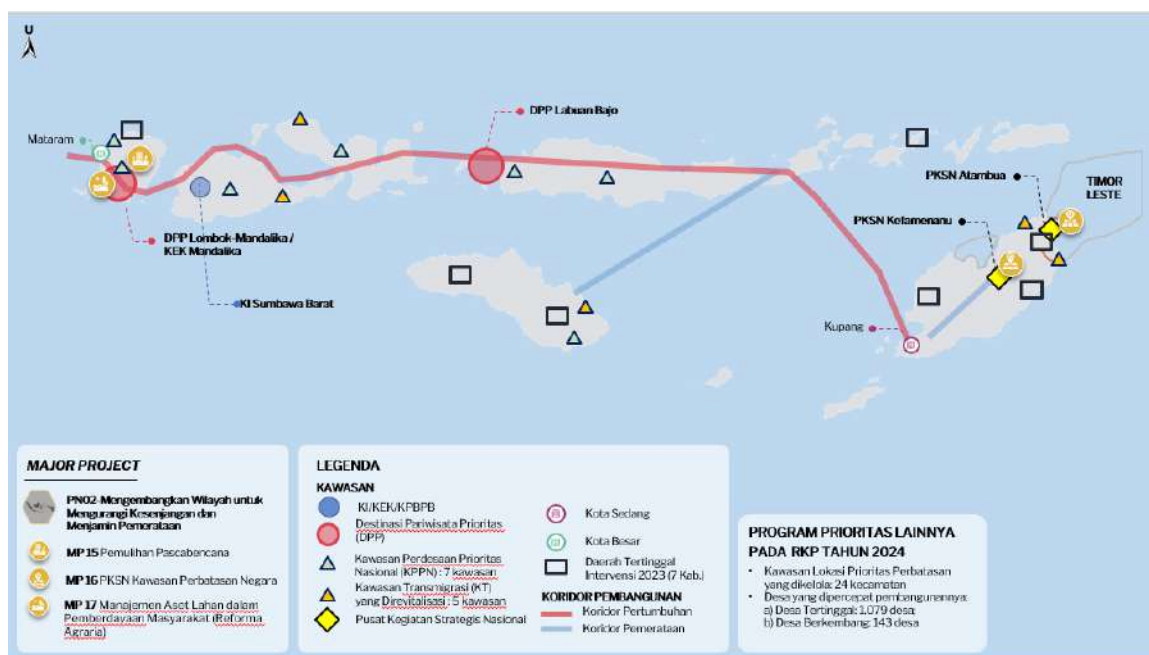 U
Mataram
DPP Labuan Bajo
PKSN Atambua
TIMOR
LESTE
PKSN Kefamenanu
DPP Lombok-Mandalika /
KEK Mandalika
KI Sumbawa Barat
Kupang
MAJOR PROJECT
PN02-Mengembangkan Wilayah untuk
Mengurangi Kesenjangan dan
Menjamin Pemerataan
MP 15 Pemulihan Pascabencana
MP 16 PKSN Kawasan Perbatasan Negara
MP 17 Manajemen Aset Lahan dalam
Pemberdayaan Masyarakat (Reforma
Agraria)
LEGENDA
KAWASAN
KI/KEK/KPBPB
Destinasi Pariwisata Prioritas
(DPP)
Kawasan Perdesaan Prioritas
Nasional (KPPN) : 7 kawasan
Kawasan Transmigrasi (KT)
yang Direvitalisasi : 5 kawasan
Pusat Kegiatan Strategis Nasional
Kota Sedang
Kota Besar
Daerah Tertinggal
Intervensi 2023 (7 Kab.)
KORIDOR PEMBANGUNAN
Koridor Pertumbuhan
Koridor Pemerataan
PROGRAM PRIORITAS LAINNYA
PADA RKP TAHUN 2024
• Kawasan Lokasi Prioritas Perbatasan
yang dikelola: 24 kecamatan
• Desa yang dipercepat pembangunannya:
a) Desa Tertinggal: 1.079 desa;
b) Desa Berkembang: 143 desa